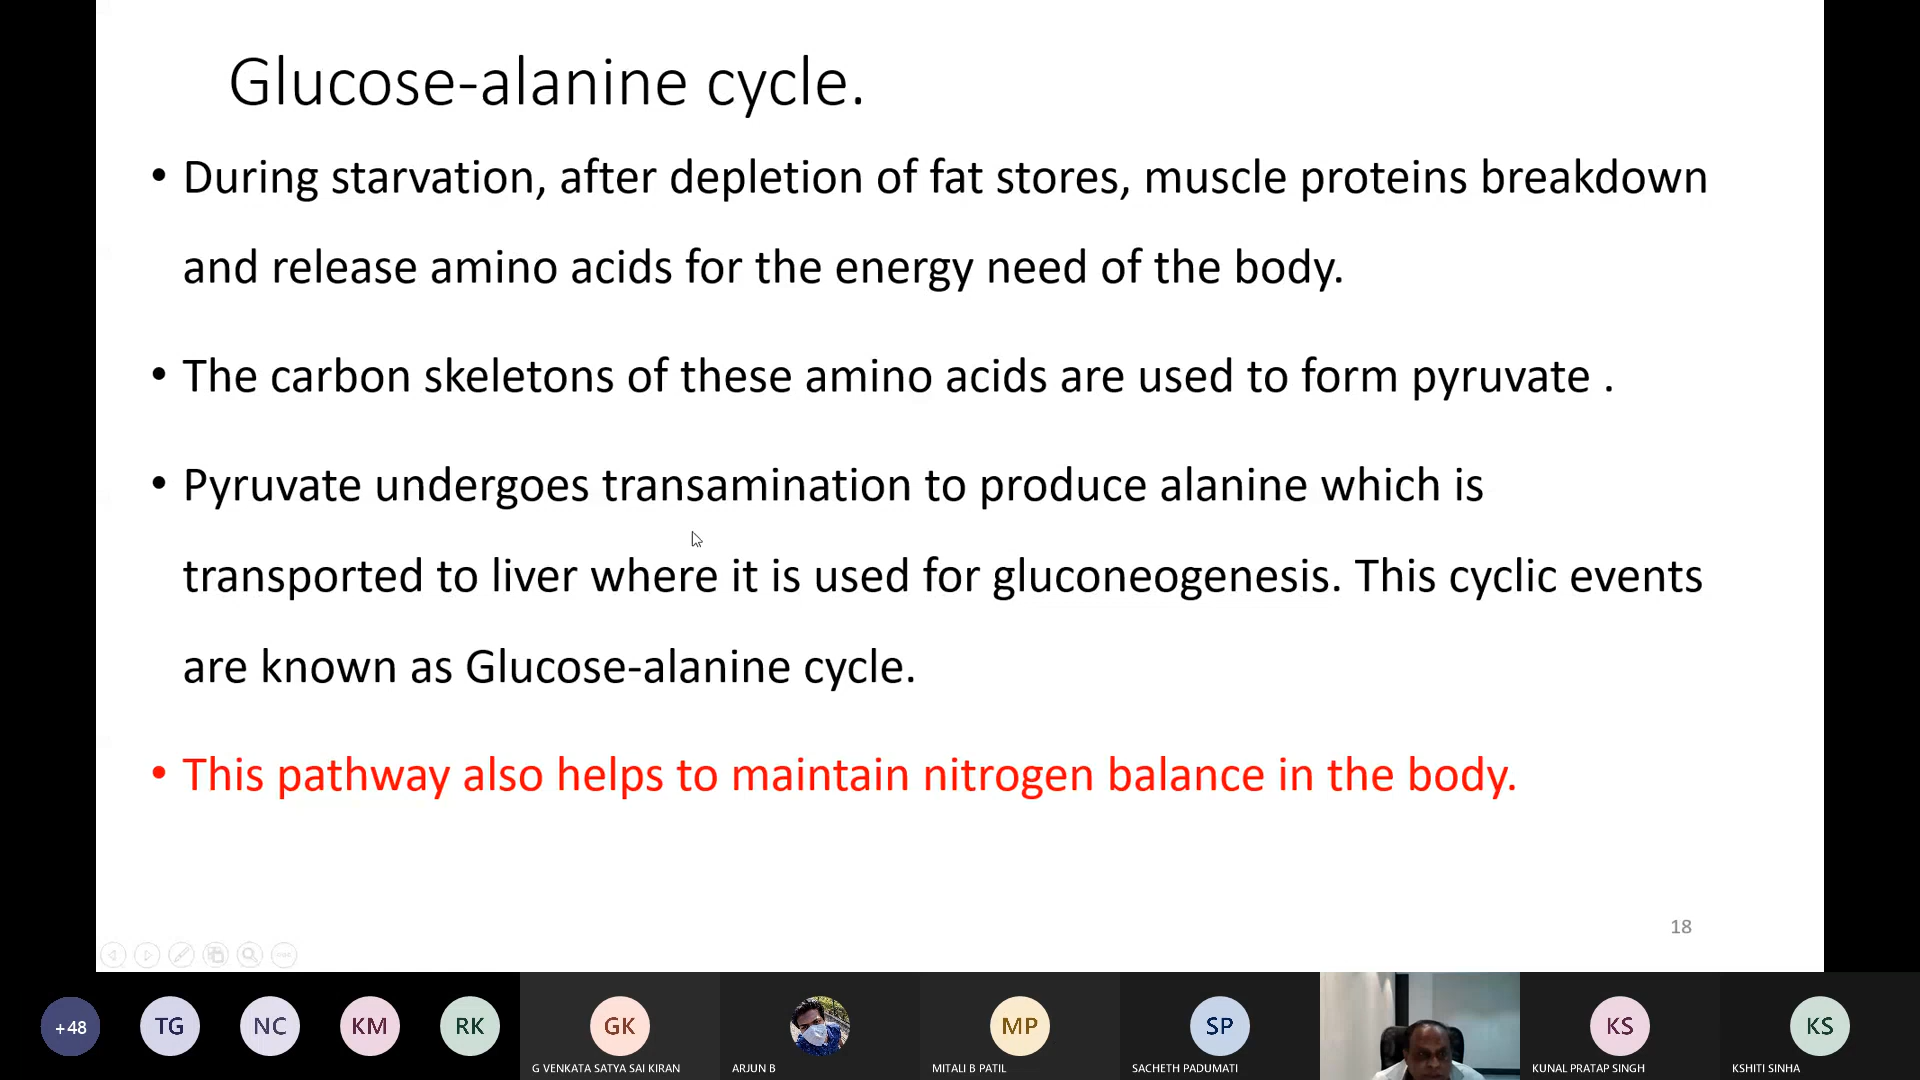 Glucose-alanine cycle.
• During starvation, after depletion of fat stores, muscle proteins breakdown
and release amino acids for the energy need of the body.
• The carbon skeletons of these amino acids are used to form pyruvate .
• Pyruvate undergoes transamination to produce alanine which is
transported to liver where it is used for gluconeogenesis. This cyclic events
are known as Glucose-alanine cycle.
• This pathway also helps to maintain nitrogen balance in the body.
18
+48 TG NC KM RK GK MP SP KS KS
G VENKATA SATYA SAI KIRAN ARJUN B MITALI B PATIL SACHETH PADUMATI KUNAL PRATAP SINGH KSHITI SINHA